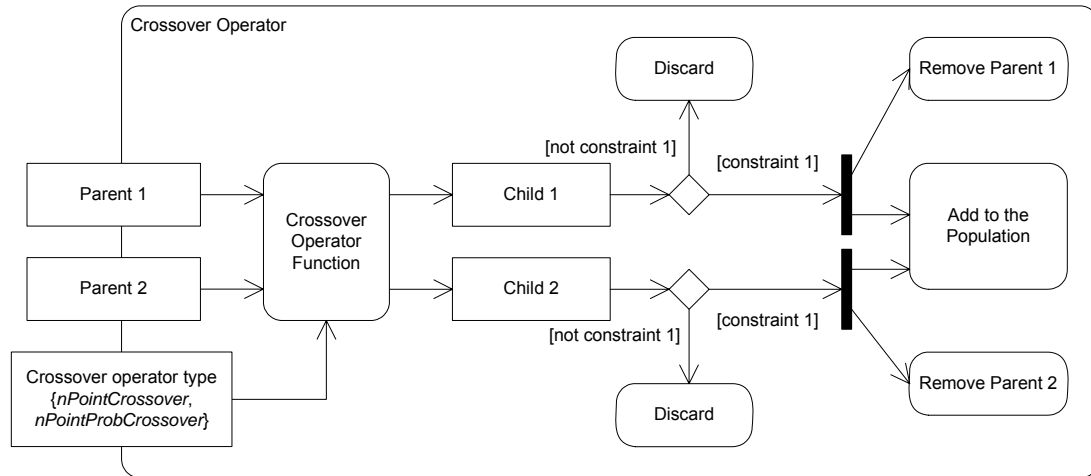 Crossover Operator
Discard
Remove Parent 1
[not constraint 1]
[constraint 1]
Parent 1
Crossover
Operator
Function
Child 1
Add to the
Population
Parent 2
Child 2
[not constraint 1]
[constraint 1]
Crossover operator type
{nPointCrossover,
nPointProbCrossover}
Discard
Remove Parent 2